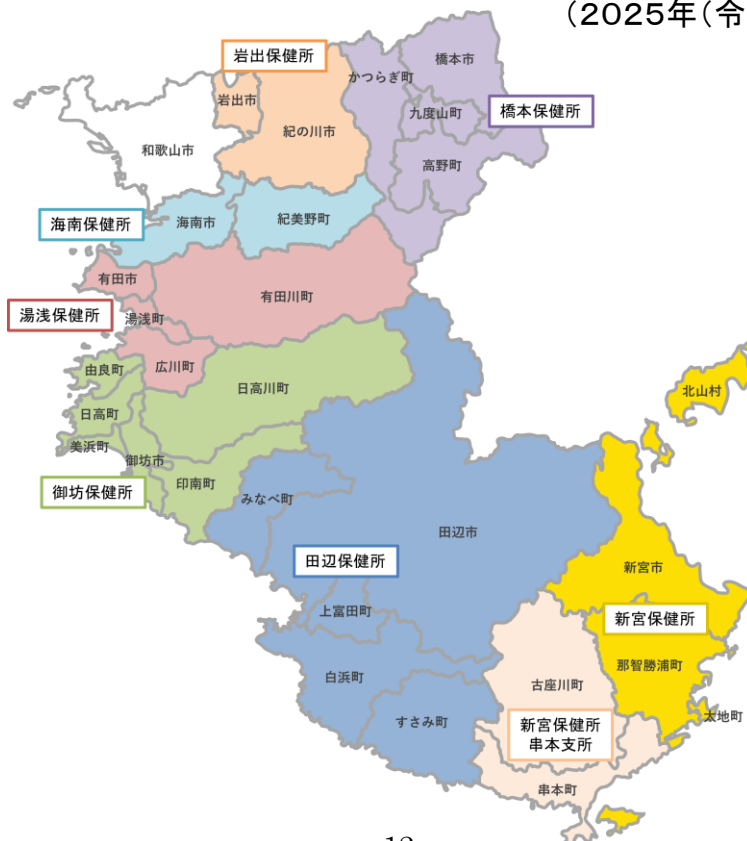 (2025年(令
岩出保健所
橋本市
かつらぎ町
岩出市
九度山町
橋本保健所
紀の川市
和歌山市
高野町
海南保健所
海南市
紀美野町
有田市
有田川町
湯浅保健所
湯浅町
広川町
由良町
日高川町
北山村
日高町
美浜町
御坊市
御坊保健所
印南町
みなべ町
田辺市
田辺保健所
新宮市
上富田町
新宮保健所
那智勝浦町
白浜町
古座川町
すさみ町
太地町
新宮保健所
串本支所
串本町